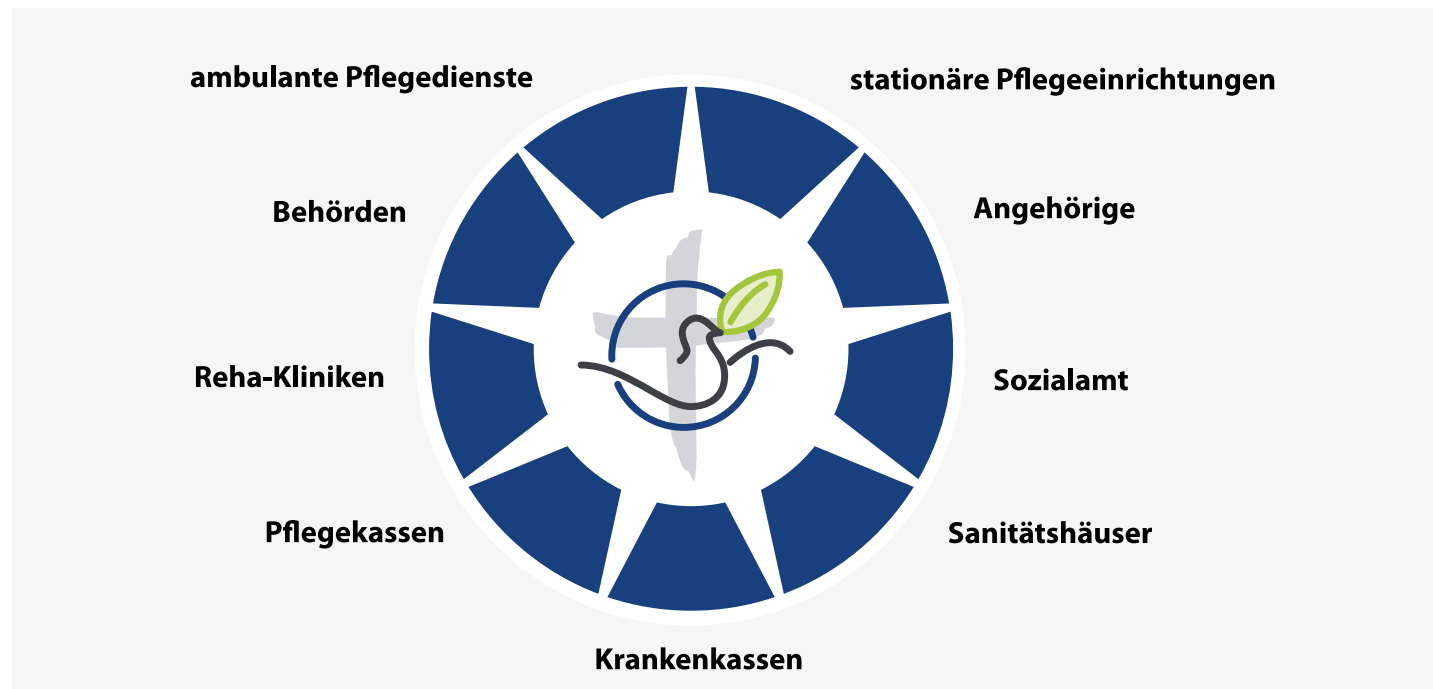 ambulante Pflegedienste
stationäre Pflegeeinrichtungen
Behörden
Angehörige
Reha-Kliniken
Sozialamt
Pflegekassen
Sanitätshäuser
Krankenkassen